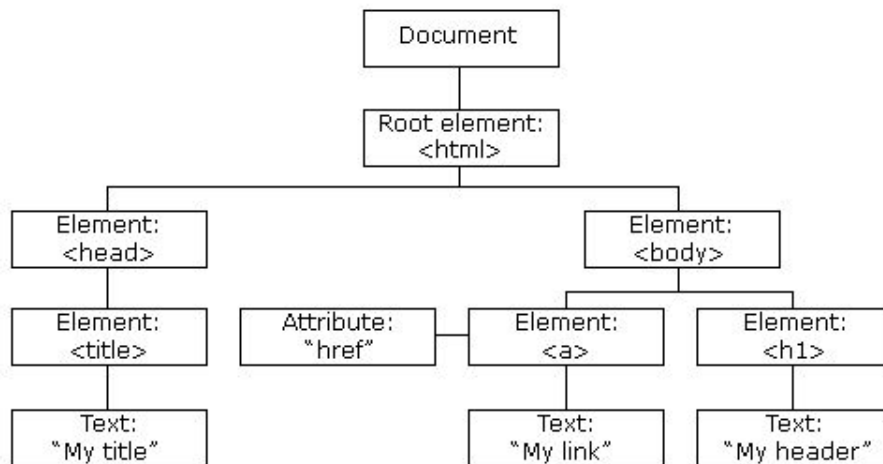 Document
Root element:
<html>
Element:
<head>
Element:
<body>
Element:
<title>
Attribute:
“href”
Element:
<a>
Element:
<h1>
Text:
“My title”
Text:
“My link”
Text:
“My header”